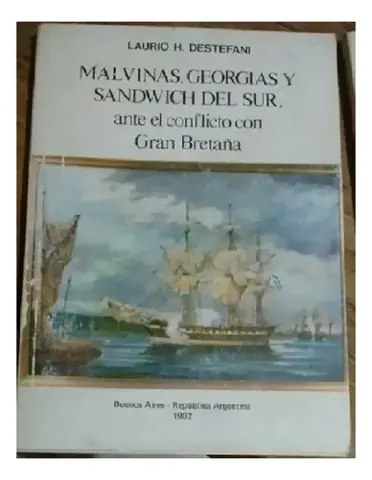 LAURIO H. DESTEFANI
MALVINAS, GEORGIAS Y
SANDWICH DEL SUR,
ante el conflicto con
Gran Bretaña
Buenos Aires - República Argentina
1982